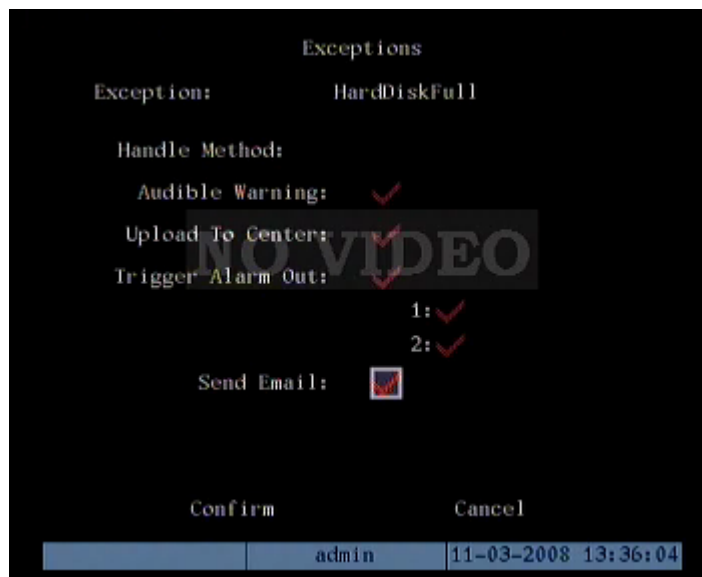 Exceptions
Exception: HardDiskFull
Handle Method:
Audible Warning:
Upload To Center:
NO VIDEO
Trigger Alarm Out:
1:
2:
Send Email:
Confirm Cancel
admin 11-03-2008 13:36:04